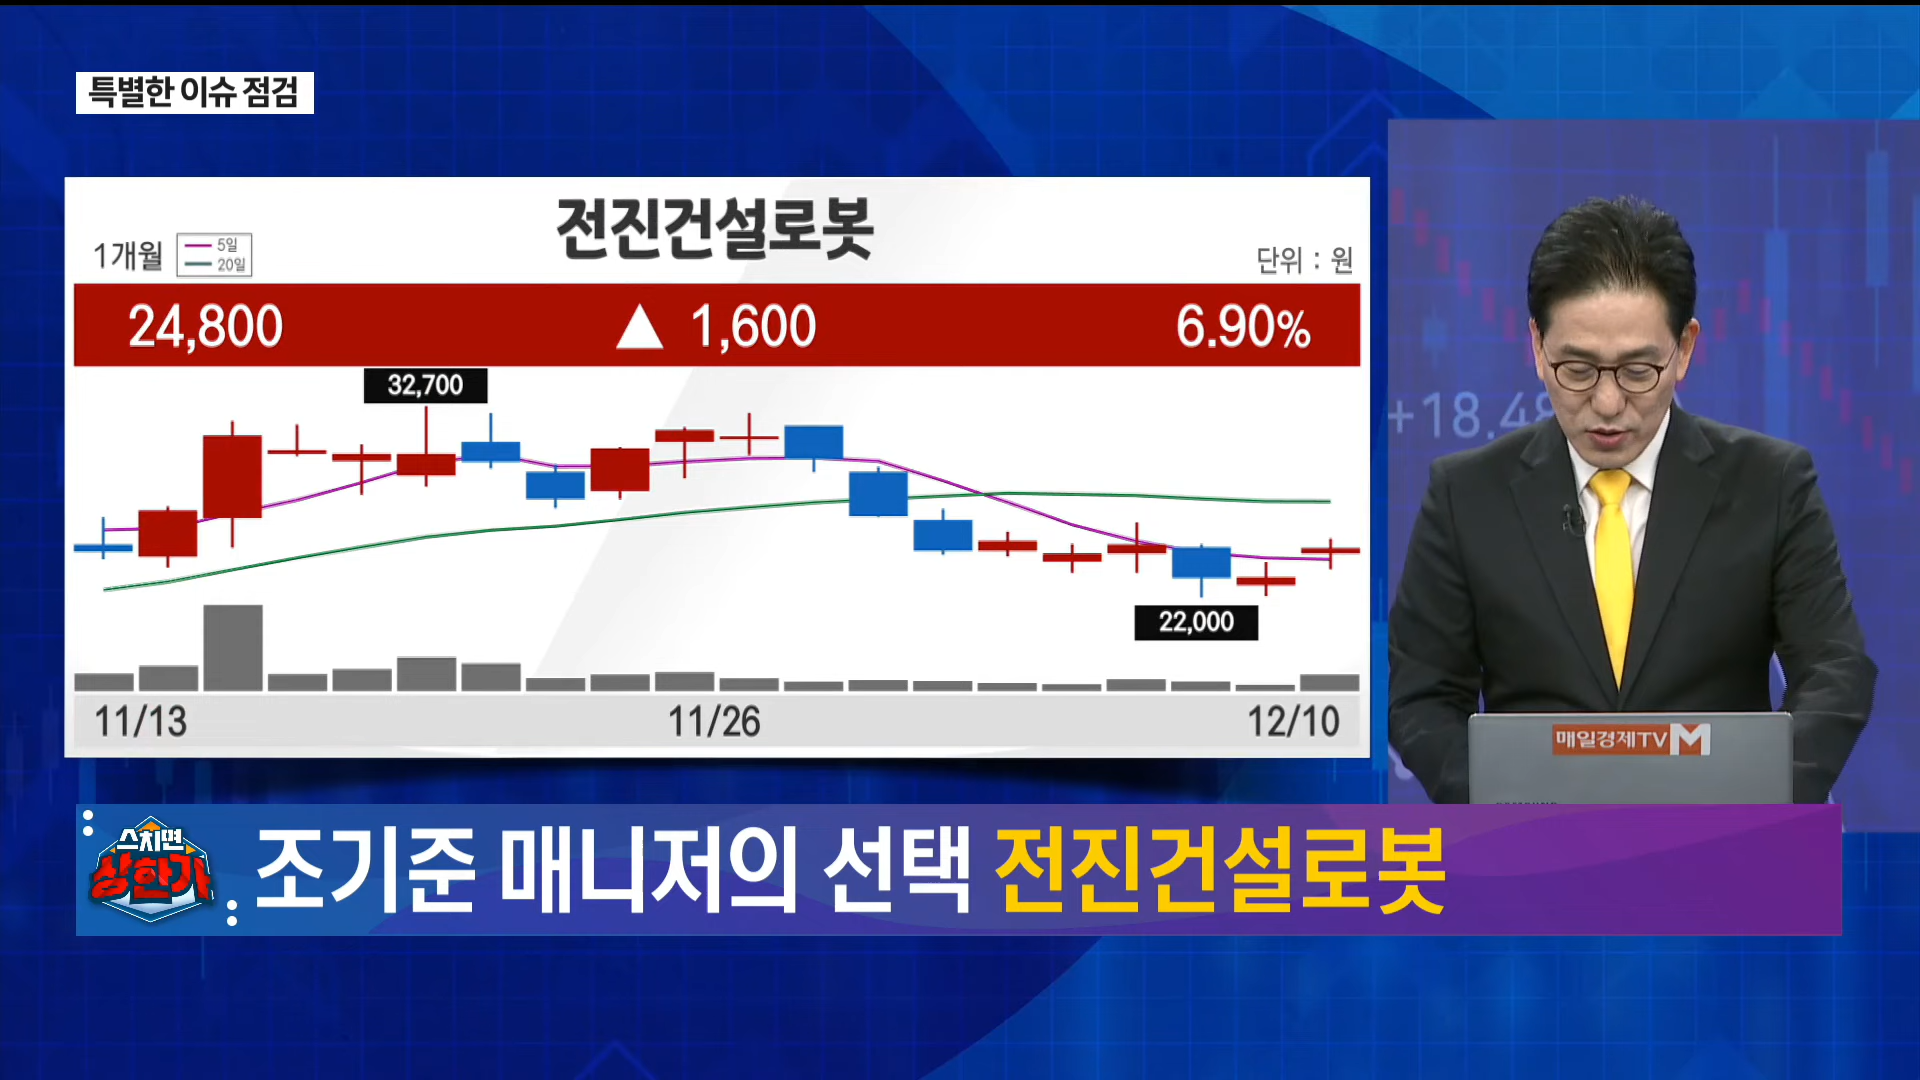 특별한 이슈 점검
전진건설로봇
1개월
5일
20일
단위 : 원
24,800 ▲ 1,600 6.90%
32,700
22,000
11/13 11/26 12/10
+18.48
매일경제TV M
스치면
상한가
조기준 매니저의 선택 전진건설로봇